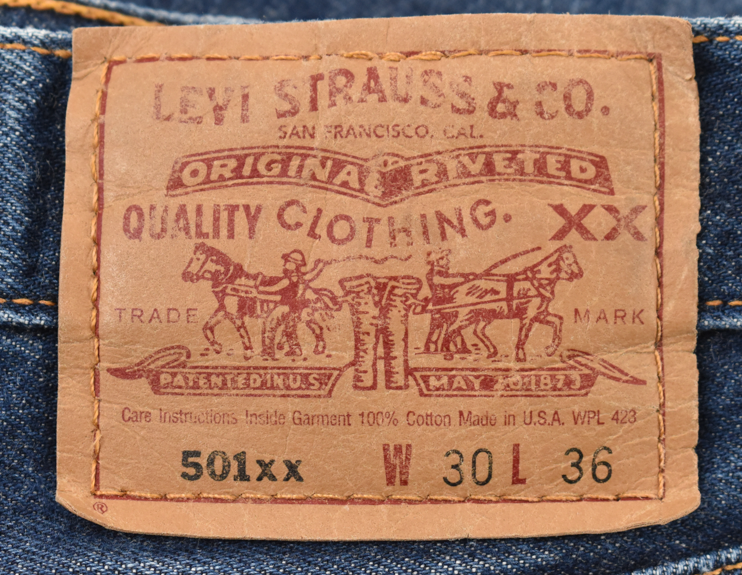 LEVI STRAUSS & CO.
SAN FRANCISCO, CAL.
ORIGINAL RIVETED
QUALITY CLOTHING. XX
TRADE MARK
PATENTED IN U.S. MAY 20 1873
Care Instructions Inside Garment 100% Cotton Made in U.S.A. WPL 423
501xx W 30 L 36
®